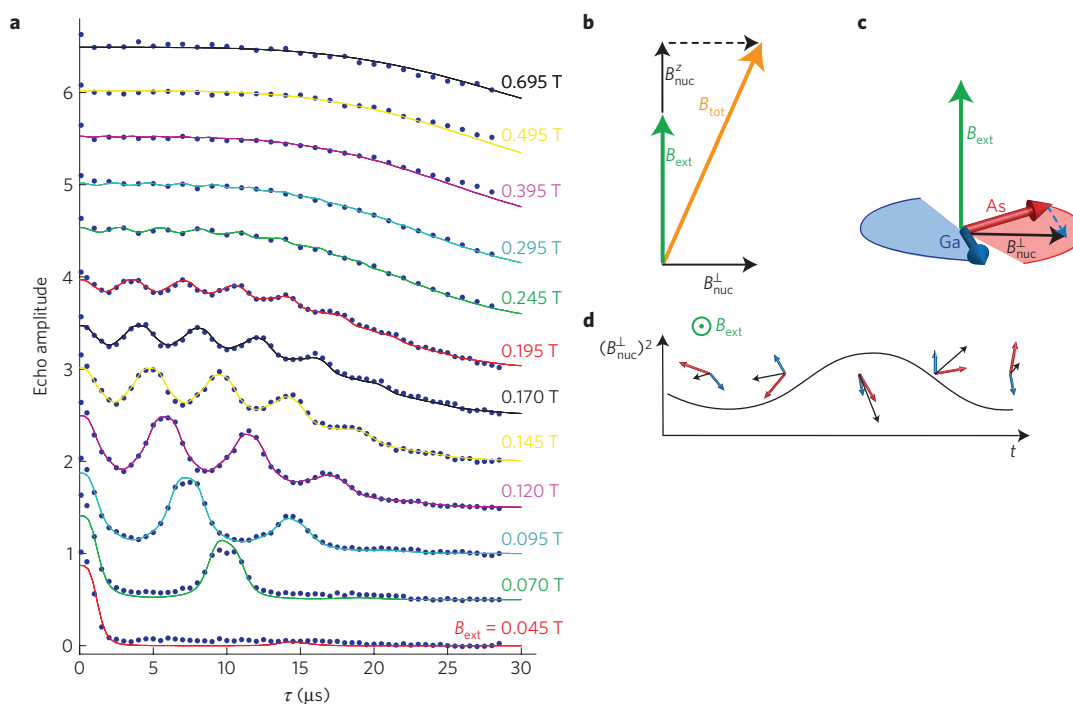 a
Echo amplitude
6
5
4
3
2
1
0
0 5 10 15 20 25 30
τ (μs)
0.695 T
0.495 T
0.395 T
0.295 T
0.245 T
0.195 T
0.170 T
0.145 T
0.120 T
0.095 T
0.070 T
B_ext = 0.045 T
b
B^z_nuc
B_tot
B_ext
B^⊥_nuc
c
B_ext
As
Ga
B^⊥_nuc
d
B_ext
(B^⊥_nuc)^2
t